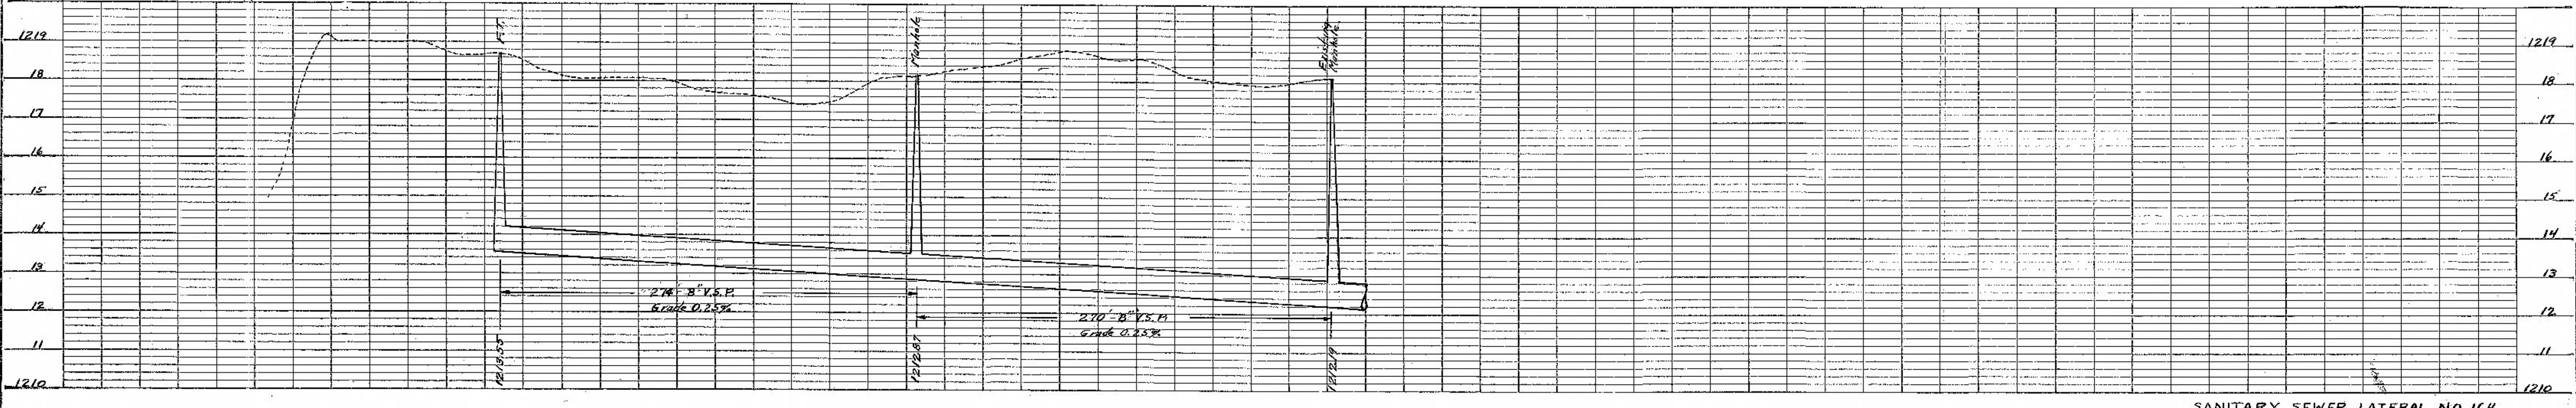 F.T.
Manhole
Existing
Manhole
1219
18
17
16
15
14
13
12
11
1210
1219
18
17
16
15
14
13
12
11
1210
274'-8" V.S.P.
Grade 0.25%
270'-8" V.S.P.
Grade 0.25%
1213.55
1212.87
1212.19
SANITARY SEWER LATERAL NO. 164